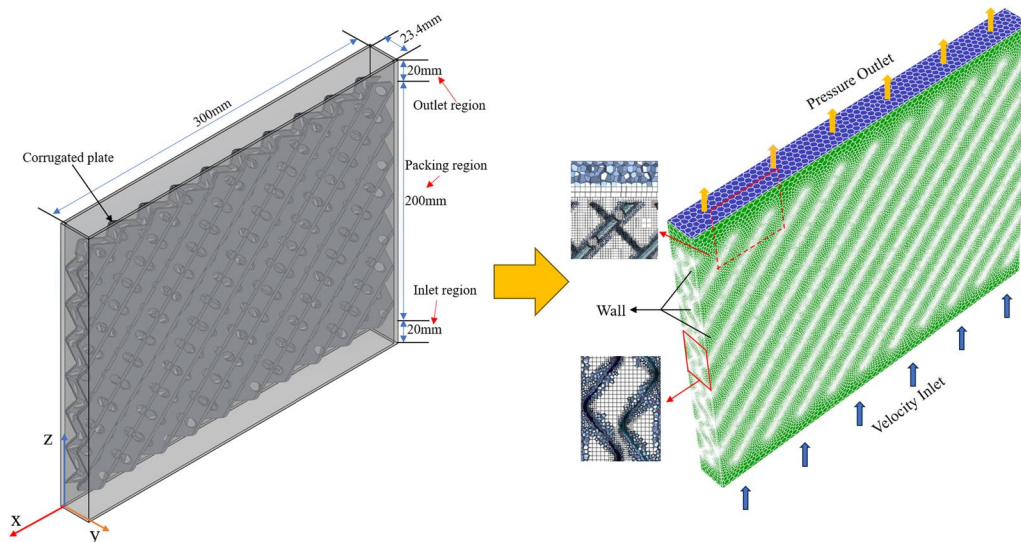 23.4mm
20mm
Outlet region
300mm
Corrugated plate
Packing region
200mm
Inlet region
20mm
Z
X
y
Pressure Outlet
Wall
Velocity Inlet